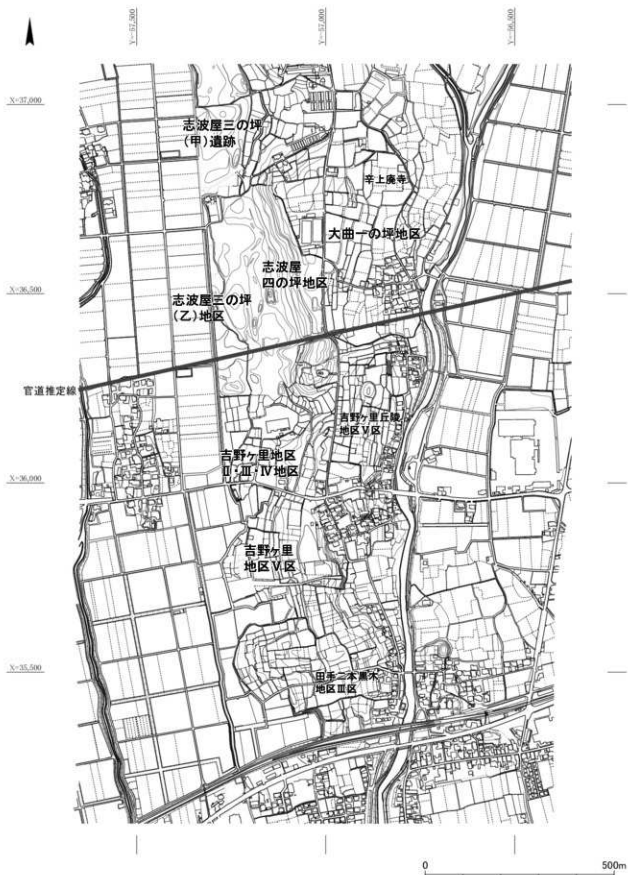 Y=-57,500
Y=-57,000
Y=-56,500
X=37,000
志波屋三の坪
(甲)遺跡
辛上廃寺
大曲一の坪地区
志波屋
四の坪地区
X=36,500
志波屋三の坪
(乙)地区
官道推定線
吉野ヶ里丘陵
地区Ⅴ区
吉野ヶ里地区
Ⅱ・Ⅲ・Ⅳ地区
X=36,000
吉野ヶ里
地区Ⅴ区
X=35,500
田手二本黒木
地区Ⅲ区
0
500m